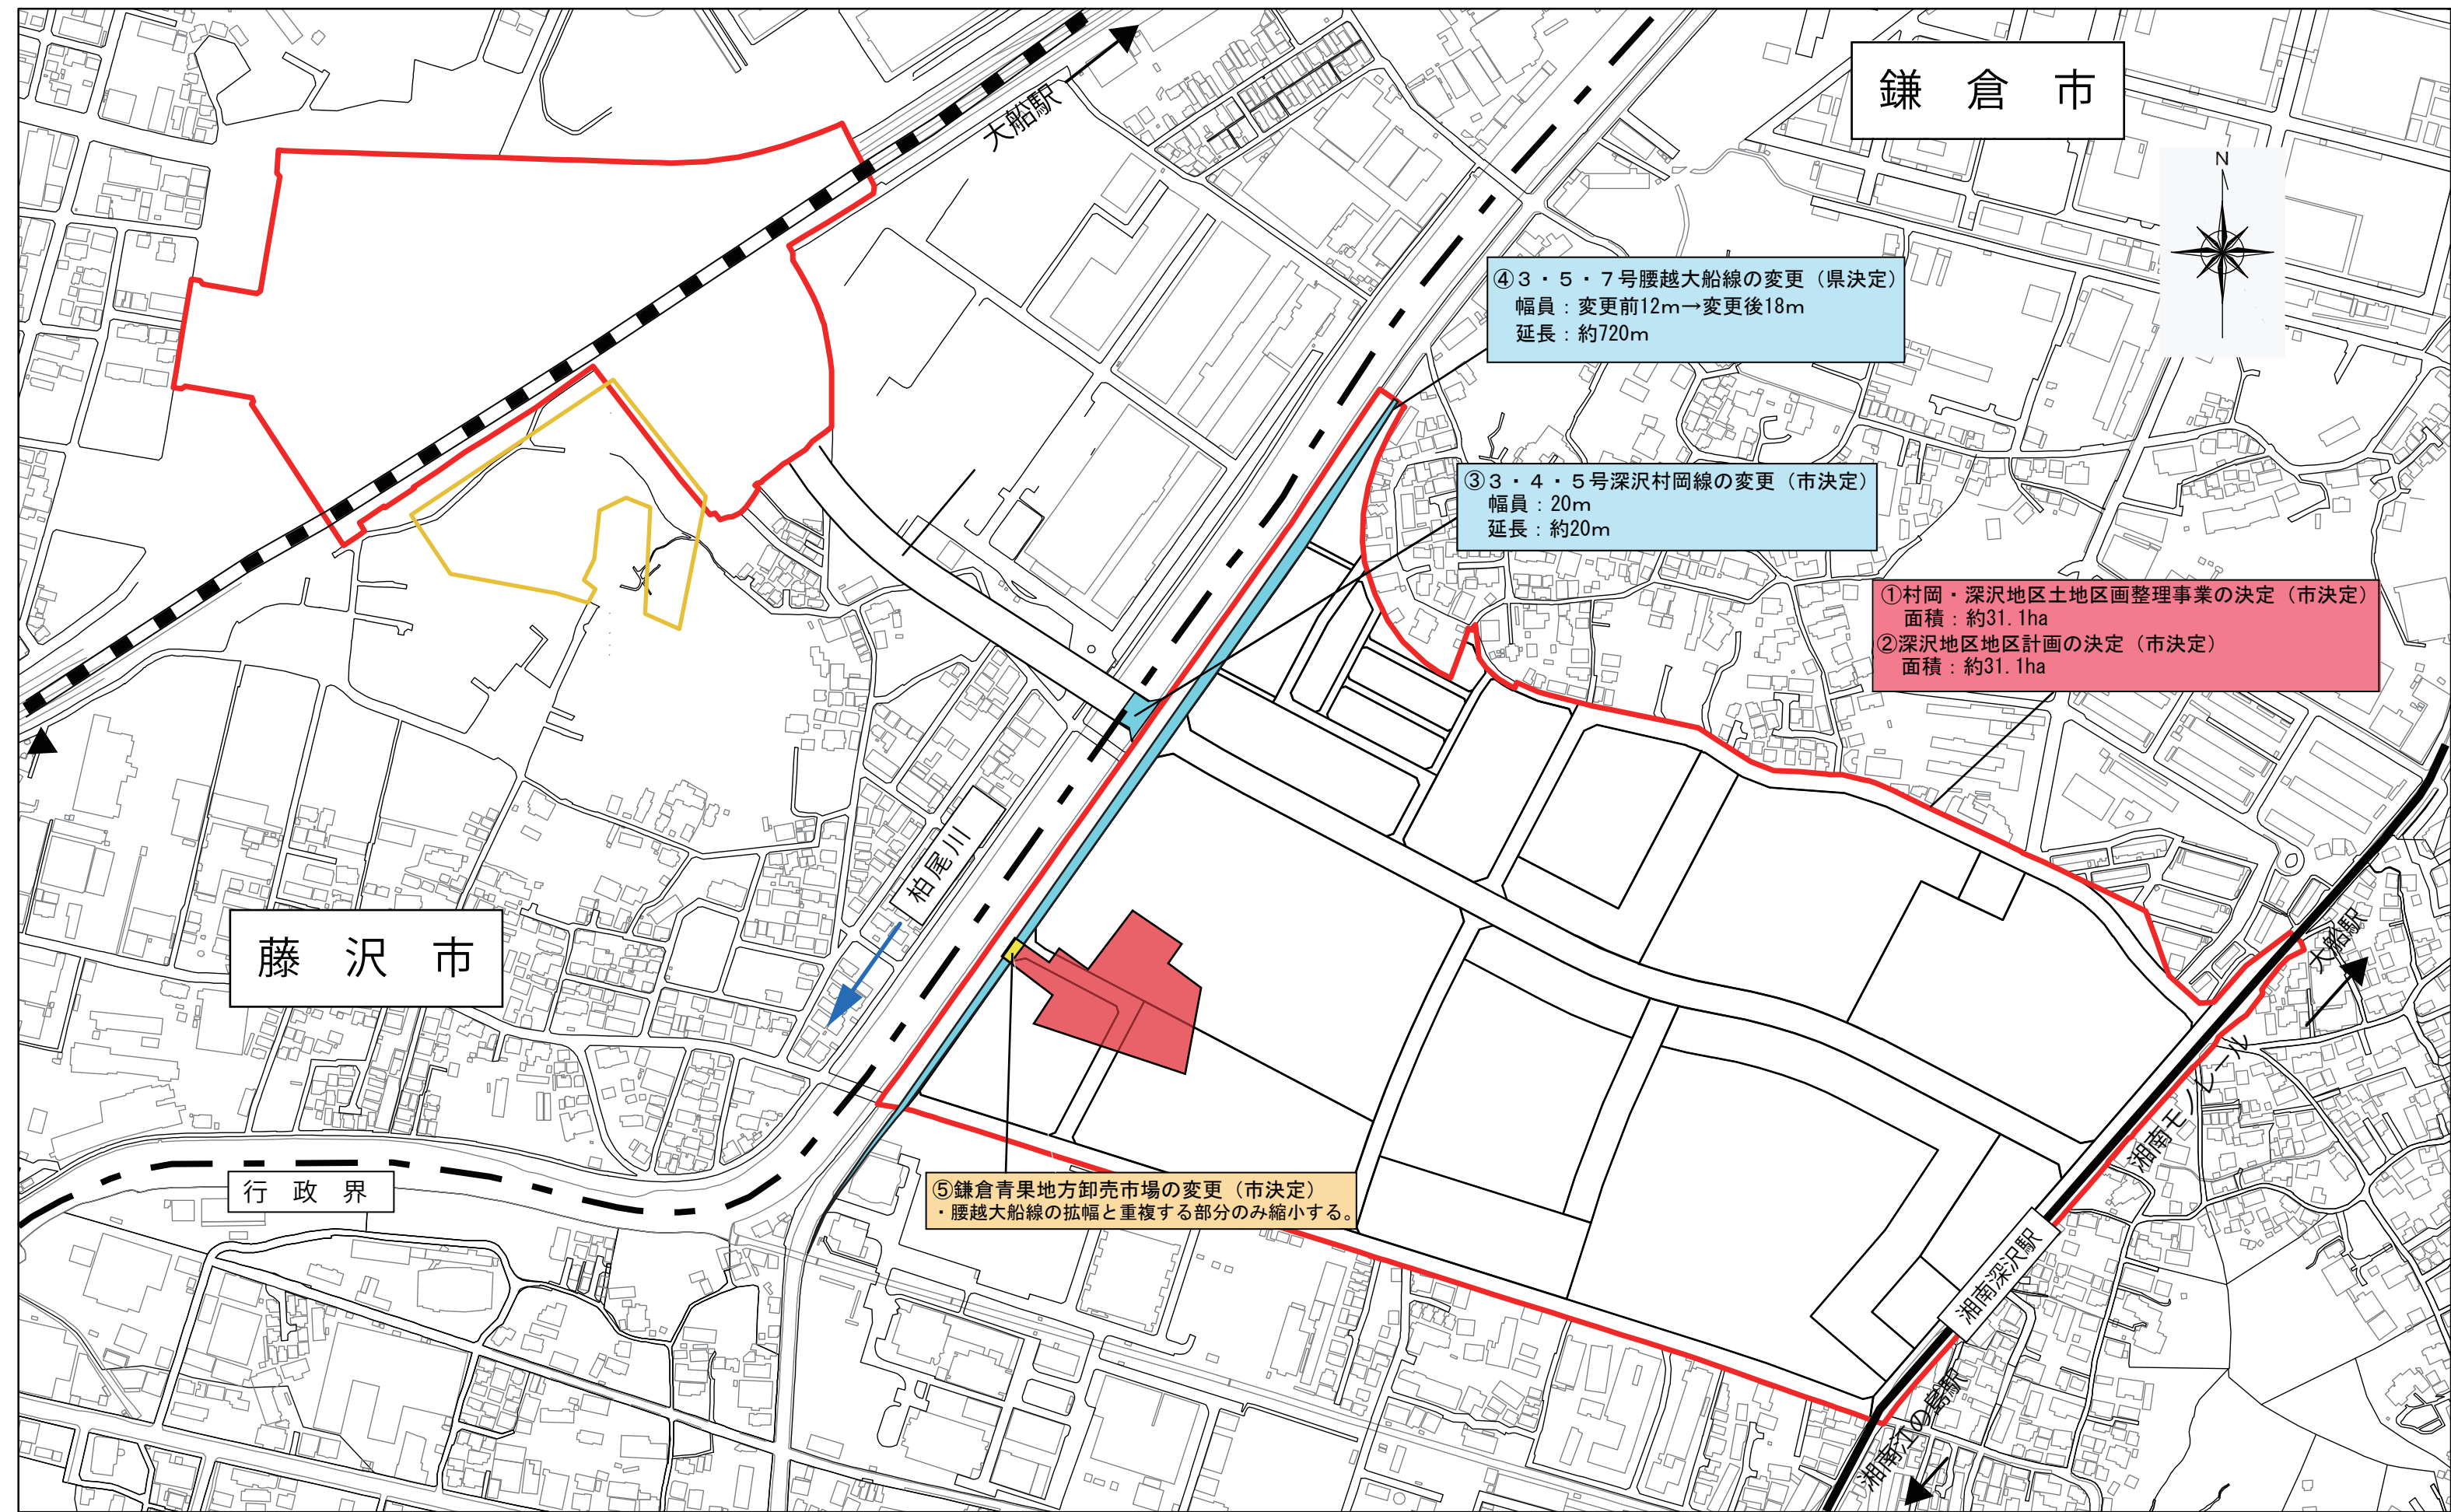 大船駅
鎌 倉 市
N
④３・５・７号腰越大船線の変更（県決定）
幅員：変更前12m→変更後18m
延長：約720m
③３・４・５号深沢村岡線の変更（市決定）
幅員：20m
延長：約20m
①村岡・深沢地区土地区画整理事業の決定（市決定）
面積：約31.1ha
②深沢地区地区計画の決定（市決定）
面積：約31.1ha
柏尾川
藤 沢 市
大船駅
湘南モノレール
行 政 界
⑤鎌倉青果地方卸売市場の変更（市決定）
・腰越大船線の拡幅と重複する部分のみ縮小する。
湘南深沢駅
湘南江の島駅